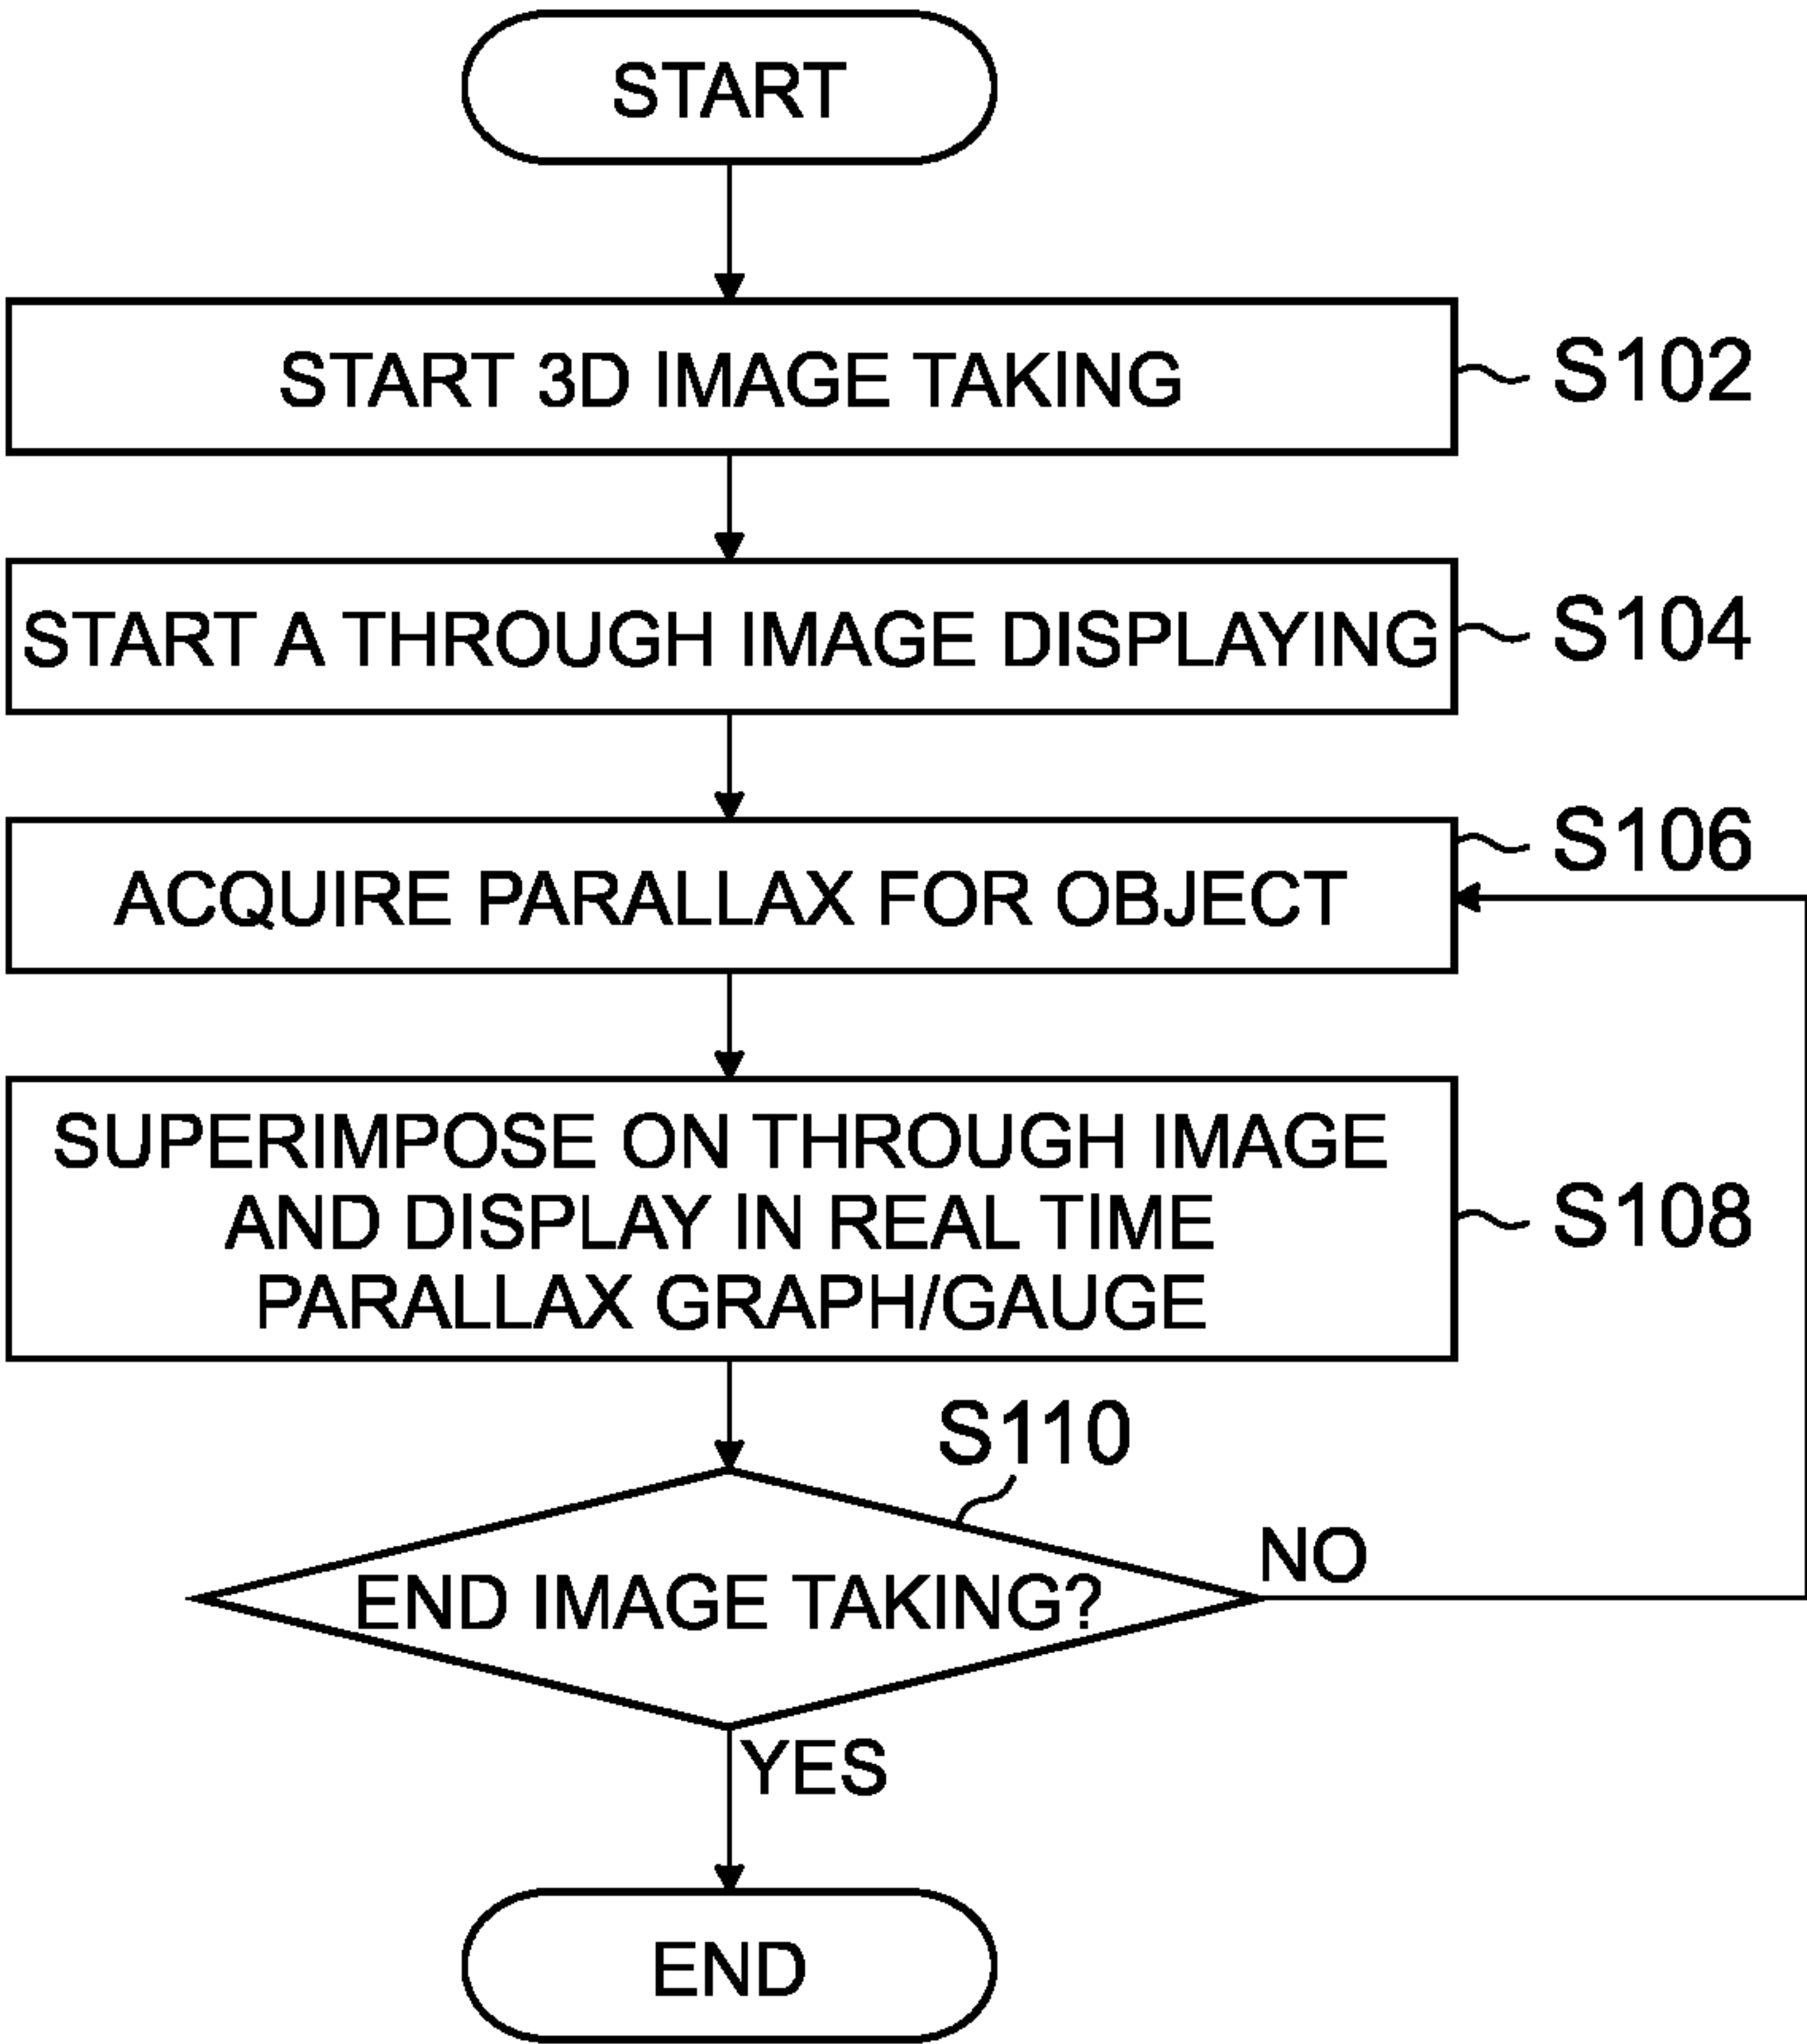 START
START 3D IMAGE TAKING
S102
START A THROUGH IMAGE DISPLAYING
S104
S106
ACQUIRE PARALLAX FOR OBJECT
SUPERIMPOSE ON THROUGH IMAGE
AND DISPLAY IN REAL TIME
PARALLAX GRAPH/GAUGE
S108
S110
END IMAGE TAKING?
NO
YES
END